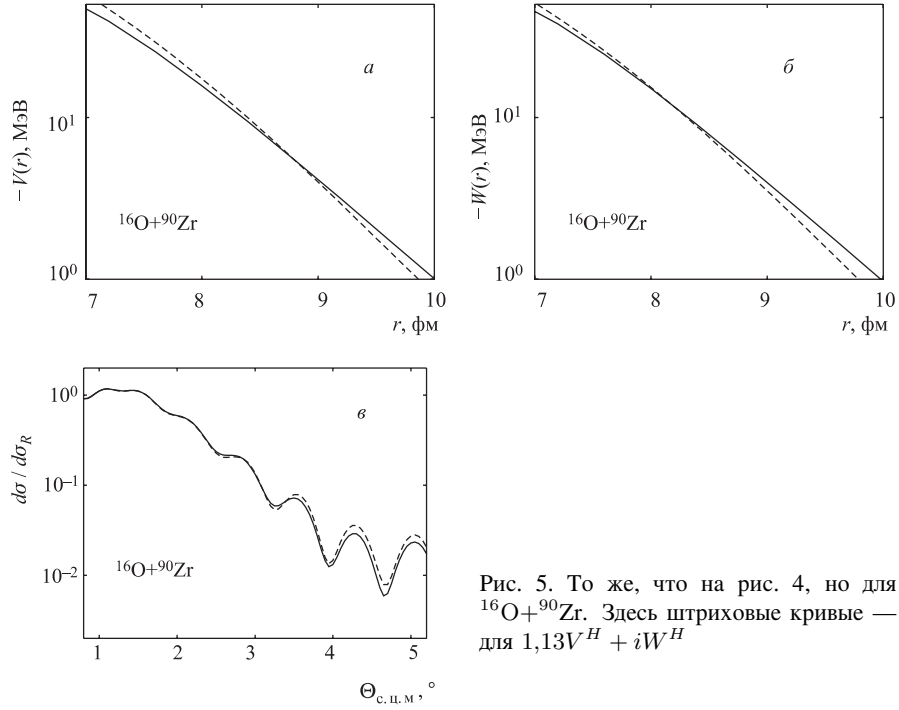 а
−V(r), МэВ
10¹
10⁰
¹⁶O+⁹⁰Zr
7 8 9 10
r, фм
б
−W(r), МэВ
10¹
10⁰
¹⁶O+⁹⁰Zr
7 8 9 10
r, фм
в
dσ / dσ_R
10⁰
10⁻¹
10⁻²
¹⁶O+⁹⁰Zr
1 2 3 4 5
Θс. ц. м , °
Рис. 5. То же, что на рис. 4, но для
¹⁶O+⁹⁰Zr. Здесь штриховые кривые —
для 1,13V^H + iW^H